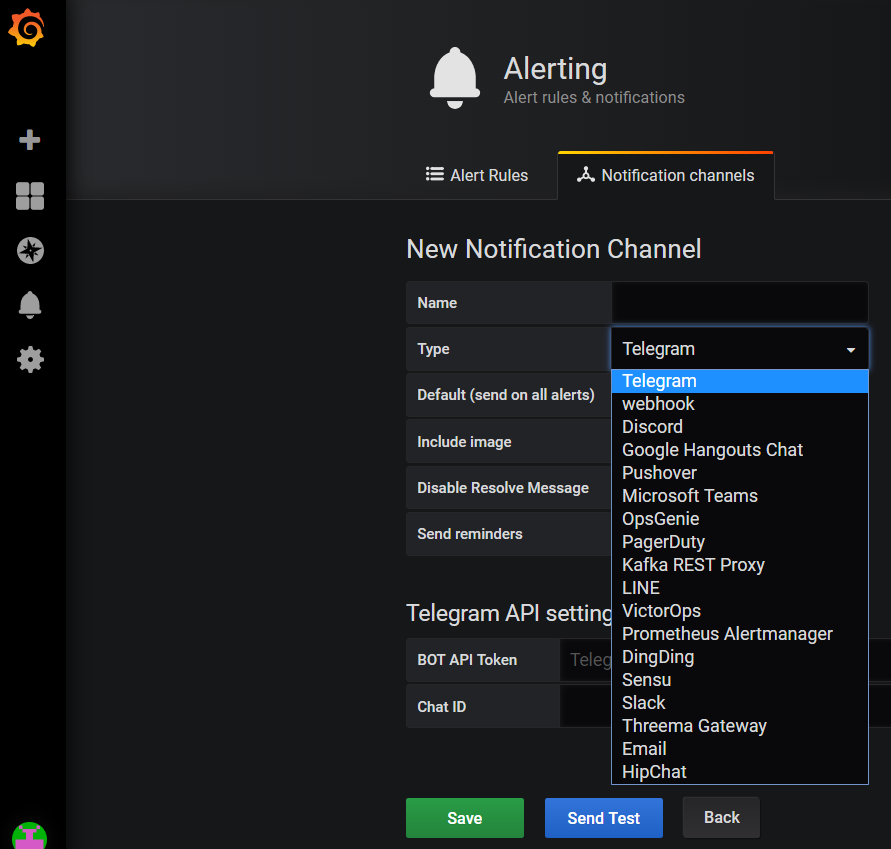 Alerting
Alert rules & notifications
Alert Rules
Notification channels
New Notification Channel
Name
Type
Telegram
Default (send on all alerts)
Include image
Disable Resolve Message
Send reminders
Telegram
webhook
Discord
Google Hangouts Chat
Pushover
Microsoft Teams
OpsGenie
PagerDuty
Kafka REST Proxy
LINE
VictorOps
Prometheus Alertmanager
DingDing
Sensu
Slack
Threema Gateway
Email
HipChat
Telegram API setting
BOT API Token
Teleg
Chat ID
Save
Send Test
Back